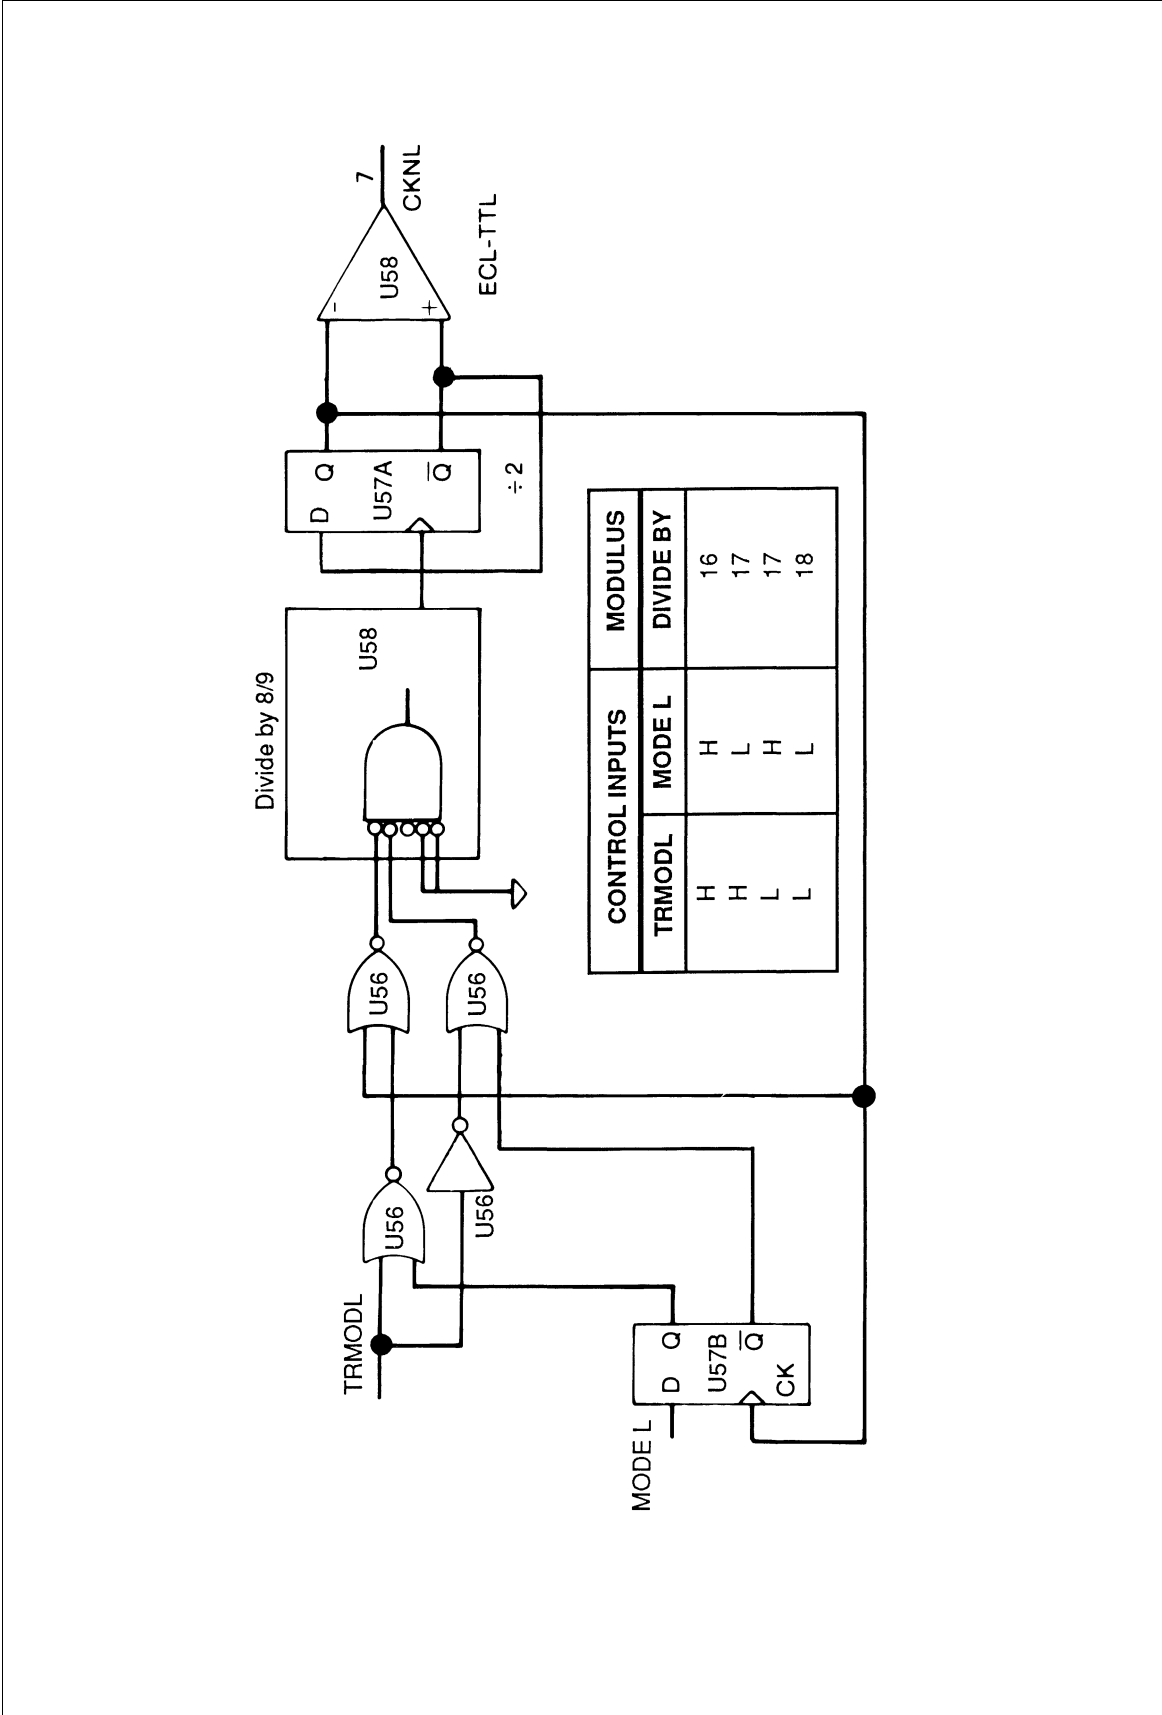 Divide by 8/9
TRMODL
U56
U56
U56
U56
U58
D
Q
U57A
Q
÷2
-
+
U58
7
CKNL
ECL-TTL
MODE L
D
Q
U57B
Q
CK
CONTROL INPUTS MODULUS
TRMODL MODE L DIVIDE BY
H H 16
H L 17
L H 17
L L 18